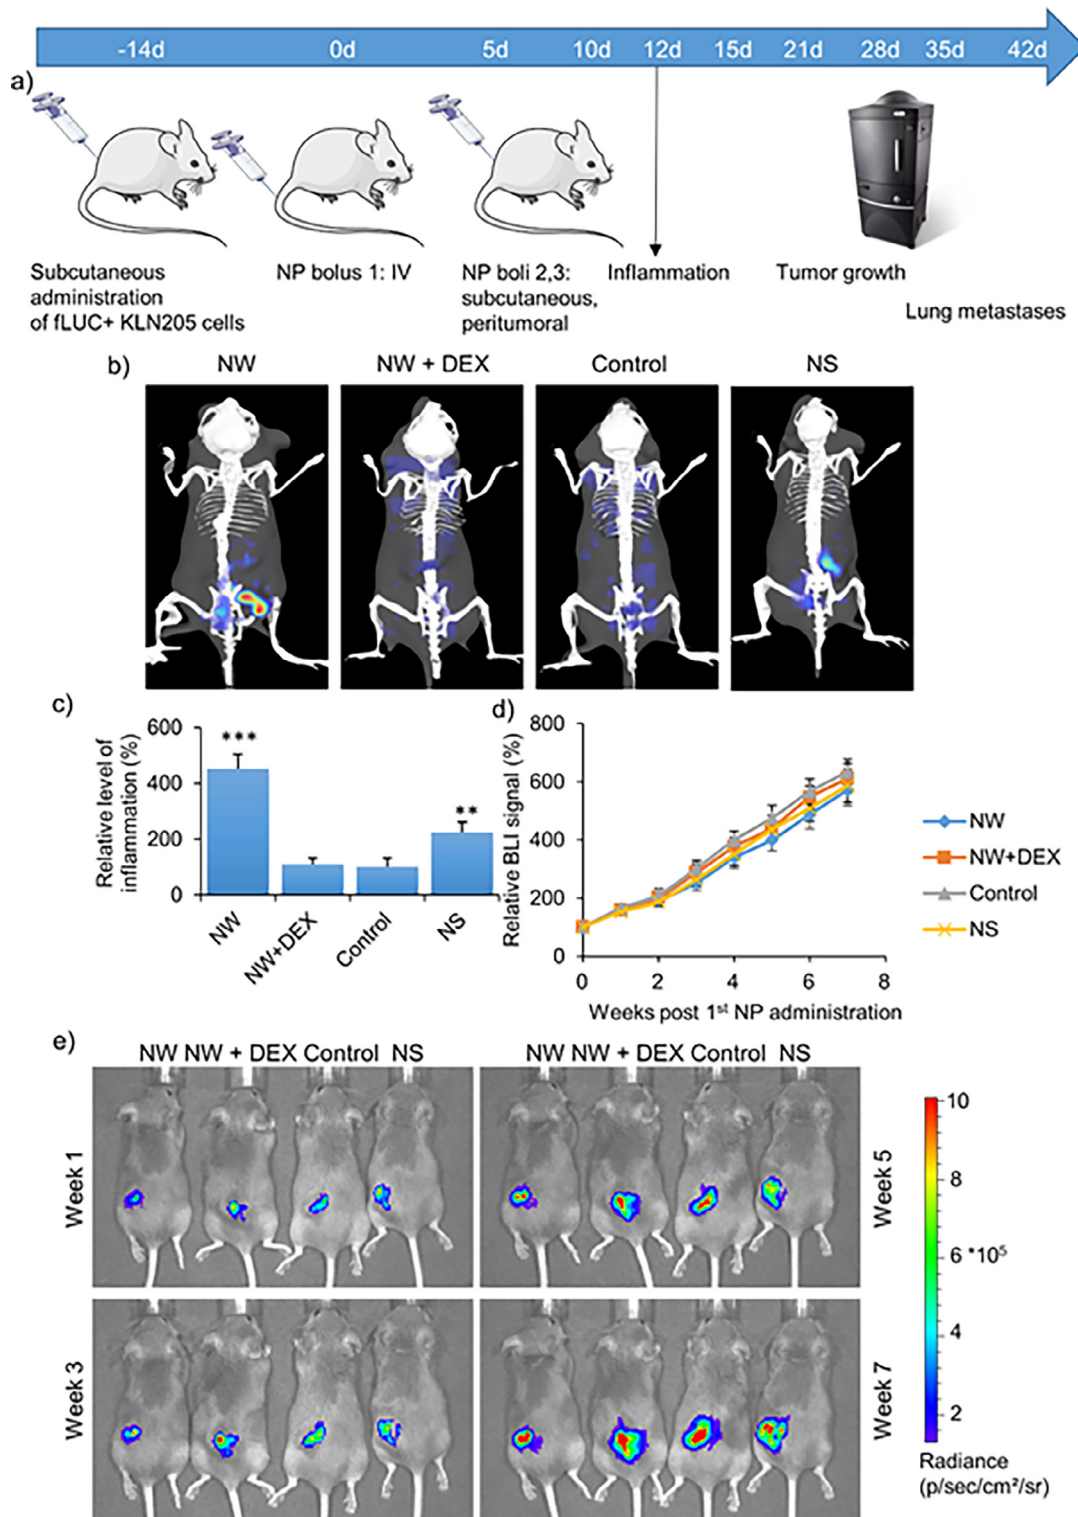 -14d 0d 5d 10d 12d 15d 21d 28d 35d 42d
a)
Subcutaneous
administration
of fLUC+ KLN205 cells
NP bolus 1: IV
NP boli 2,3:
subcutaneous,
peritumoral
Inflammation
Tumor growth
Lung metastases
b)
NW NW + DEX Control NS
c)
Relative level of
inflammation (%)
600
400
200
0
***
**
NW
NW+DEX
Control
NS
d)
Relative BLI signal (%)
800
600
400
200
0
*
0 2 4 6 8
Weeks post 1st NP administration
NW
NW+DEX
Control
NS
e)
NW NW + DEX Control NS
NW NW + DEX Control NS
Week 1
Week 5
Week 3
Week 7
10
8
6 *10⁵
4
2
Radiance
(p/sec/cm²/sr)